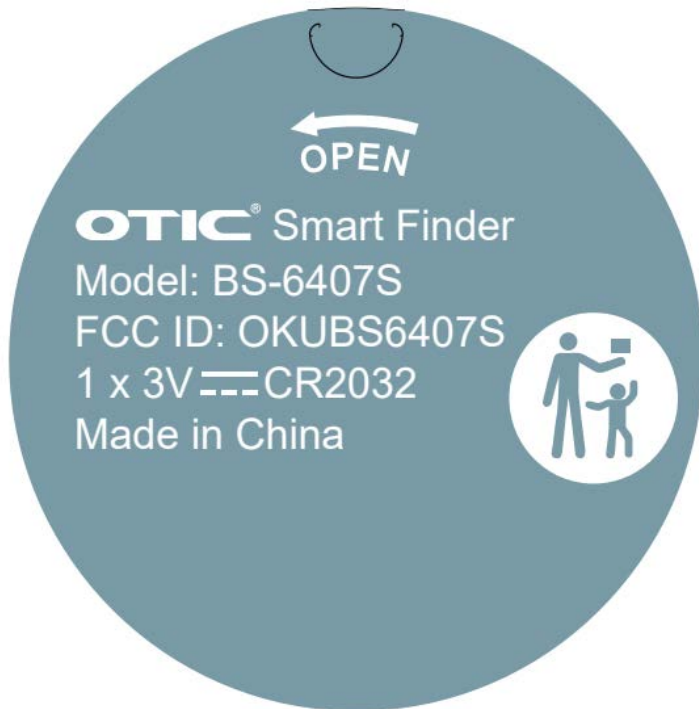 OPEN
OTIC® Smart Finder
Model: BS-6407S
FCC ID: OKUBS6407S
1 x 3V ⎓ CR2032
Made in China